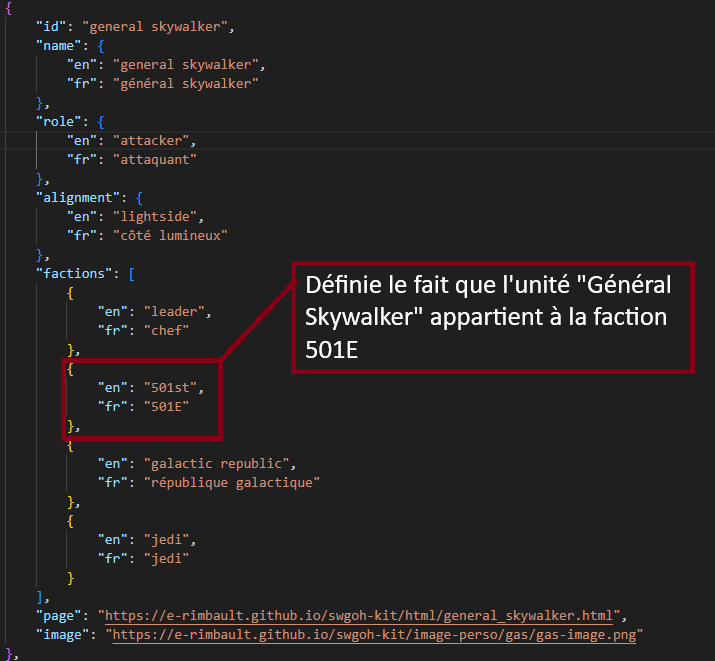 {
"id": "general skywalker",
"name": {
"en": "general skywalker",
"fr": "général skywalker"
},
"role": {
"en": "attacker",
"fr": "attaquant"
},
"alignment": {
"en": "lightside",
"fr": "côté lumineux"
},
"factions": [
{
"en": "leader",
"fr": "chef"
},
{
"en": "501st",
"fr": "501E"
},
{
"en": "galactic republic",
"fr": "république galactique"
},
{
"en": "jedi",
"fr": "jedi"
}
],
"page": "https://e-rimbault.github.io/swgoh-kit/html/general_skywalker.html",
"image": "https://e-rimbault.github.io/swgoh-kit/image-perso/gas/gas-image.png"
},
Définie le fait que l'unité "Général
Skywalker" appartient à la faction
501E